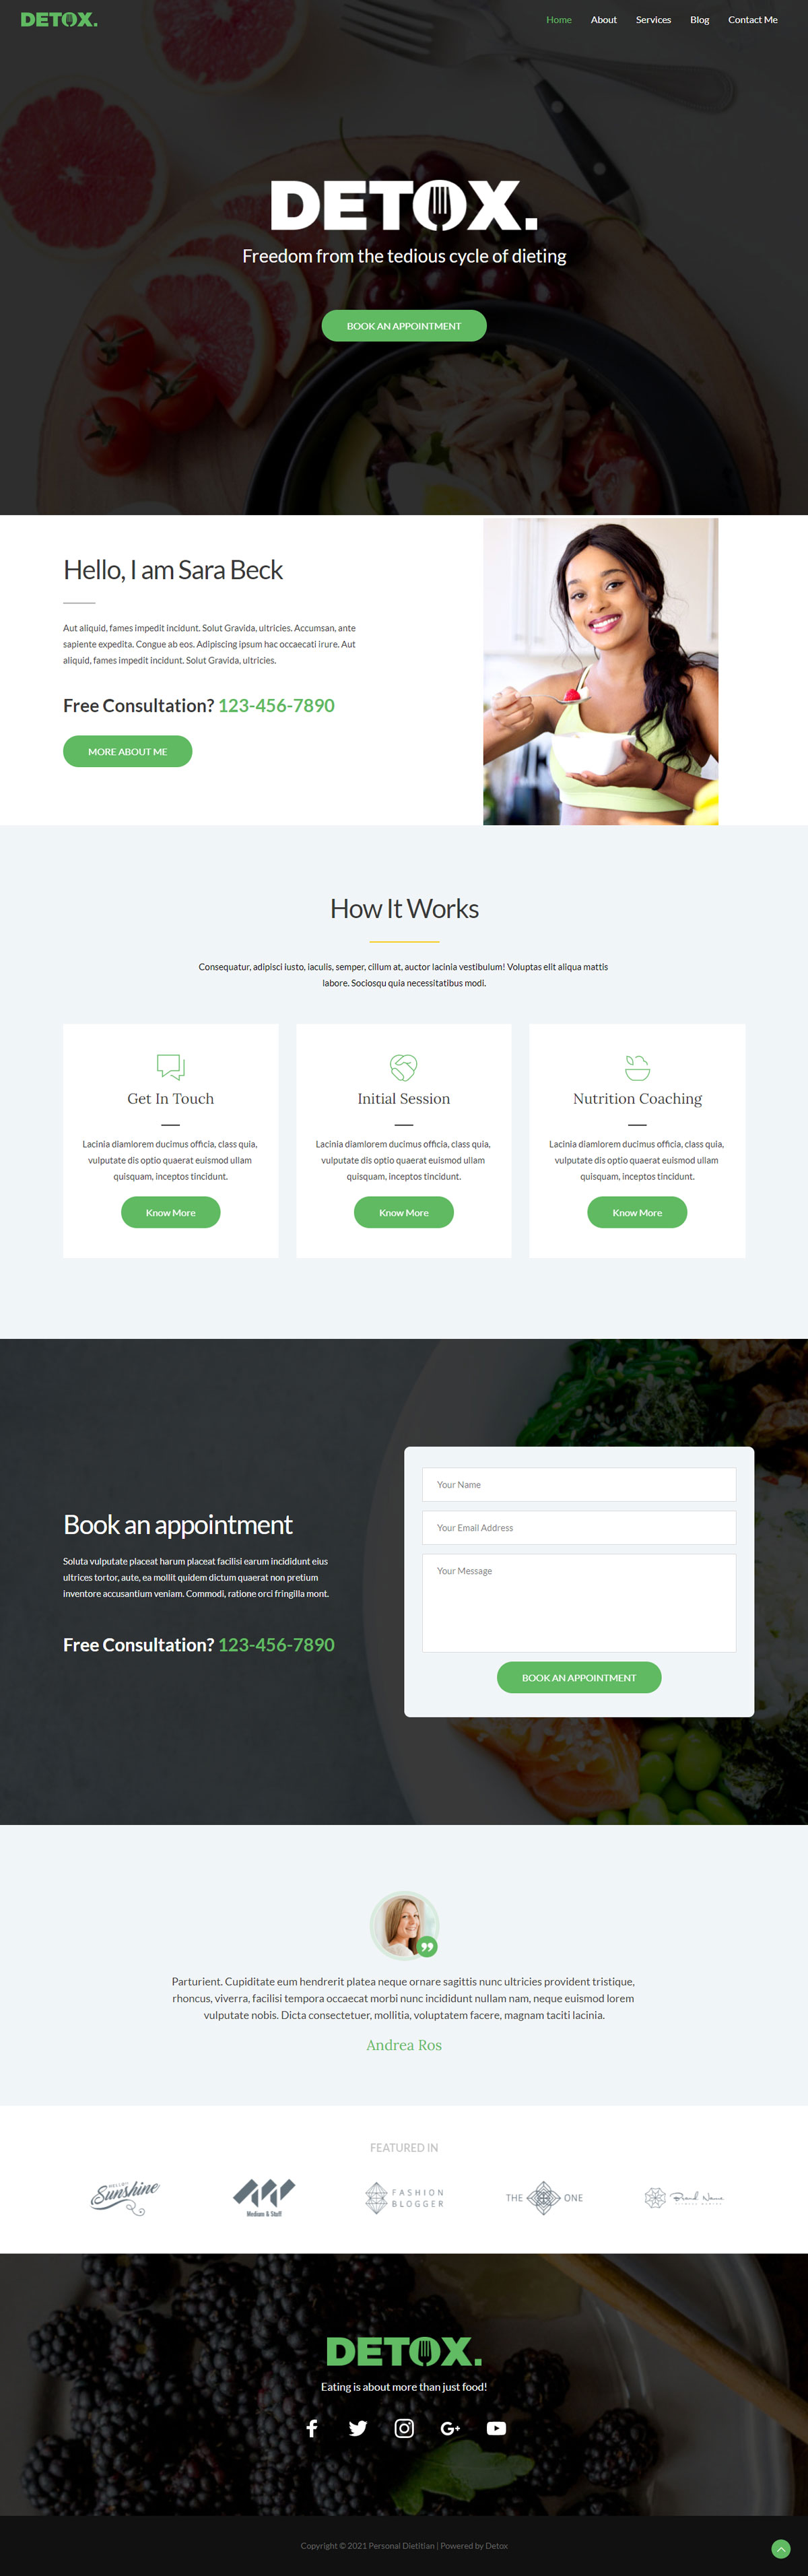 DETOX.
Home About Services Blog Contact Me
DETOX.
Freedom from the tedious cycle of dieting
BOOK AN APPOINTMENT
Hello, I am Sara Beck
Aut aliquid, fames impedit incidunt. Solut Gravida, ultricies. Accumsan, ante
sapiente expedita. Congue ab eos. Adipiscing ipsum hac occaecati irure. Aut
aliquid, fames impedit incidunt. Solut Gravida, ultricies.
Free Consultation? 123-456-7890
MORE ABOUT ME
How It Works
Consequatur, adipisci iusto, iaculis, semper, cillum at, auctor lacinia vestibulum! Voluptas elit aliqua mattis
labore. Sociosqu quia necessitatibus modi.
Get In Touch
Lacinia diamlorem ducimus officia, class quia,
vulputate dis optio quaerat euismod ullam
quisquam, inceptos tincidunt.
Know More
Initial Session
Lacinia diamlorem ducimus officia, class quia,
vulputate dis optio quaerat euismod ullam
quisquam, inceptos tincidunt.
Know More
Nutrition Coaching
Lacinia diamlorem ducimus officia, class quia,
vulputate dis optio quaerat euismod ullam
quisquam, inceptos tincidunt.
Know More
Book an appointment
Soluta vulputate placeat harum placeat facilisi earum incididunt eius
ultrices tortor, aute, ea mollit quidem dictum quaerat non pretium
inventore accusantium veniam. Commodi, ratione orci fringilla mont.
Free Consultation? 123-456-7890
Your Name
Your Email Address
Your Message
BOOK AN APPOINTMENT
Parturient. Cupiditate eum hendrerit platea neque ornare sagittis nunc ultricies provident tristique,
rhoncus, viverra, facilisi tempora occaecat morbi nunc incididunt nullam nam, neque euismod lorem
vulputate nobis. Dicta consectetuer, mollitia, voluptatem facere, magnam taciti lacinia.
Andrea Ros
FEATURED IN
HELLO
Sunshine
Medians & Staff
FASHION
BLOGGER
THE ONE
Brand Name
DETOX.
Eating is about more than just food!
G+
Copyright © 2021 Personal Dietitian | Powered by Detox